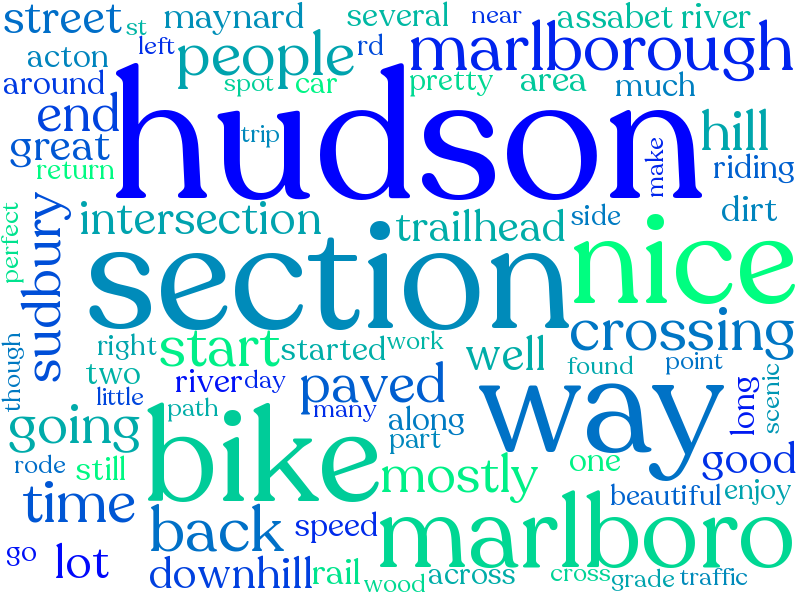 street
st
maynard
several
near
assabet river
left
people
rd
marlborough
acton
around
spot
car
pretty
area
much
end
hudson
hill
great
trip
make
riding
return
perfect
sudbury
intersection
trailhead
side
dirt
section
nice
though
right
start
started
work
well
crossing
found
point
scenic
two
river
day
paved
way
long
little
many
path
going
bike
along
part
rode
still
mostly
one
good
time
back
speed
marlboro
beautiful
enjoy
go
lot
downhill
rail
wood
across
cross
grade
traffic